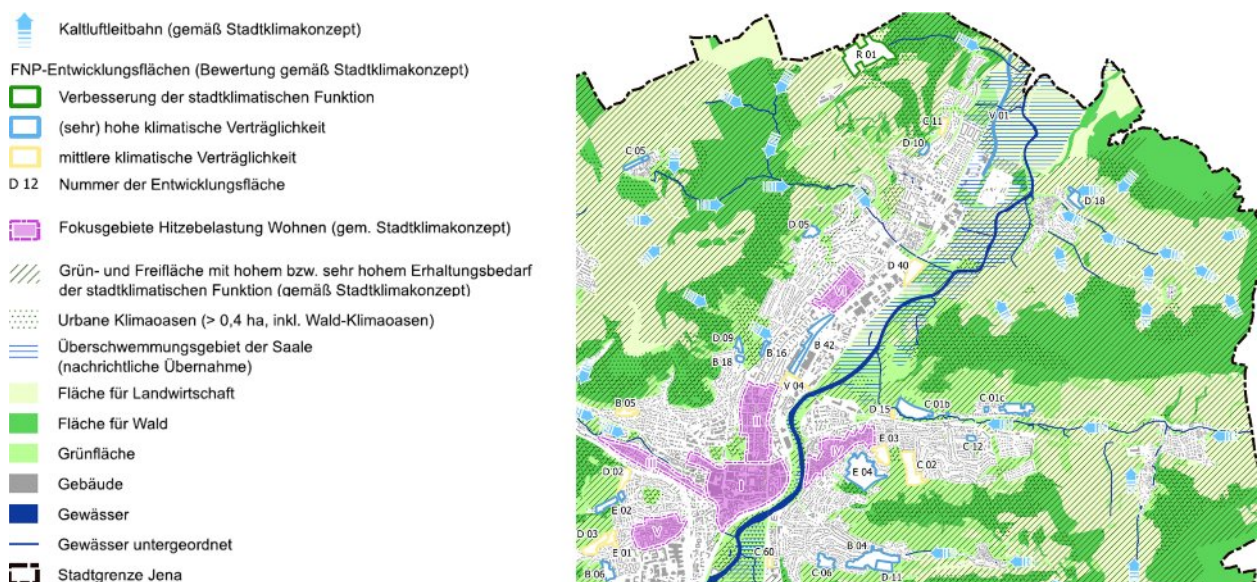 Kaltluftleitbahn (gemäß Stadtklimakonzept)
FNP-Entwicklungsflächen (Bewertung gemäß Stadtklimakonzept)
Verbesserung der stadtklimatischen Funktion
(sehr) hohe klimatische Verträglichkeit
mittlere klimatische Verträglichkeit
D 12 Nummer der Entwicklungsfläche
Fokusgebiete Hitzebelastung Wohnen (gem. Stadtklimakonzept)
Grün- und Freifläche mit hohem bzw. sehr hohem Erhaltungsbedarf
der stadtklimatischen Funktion (gemäß Stadtklimakonzept)
Urbane Klimaoasen (> 0,4 ha, inkl. Wald-Klimaoasen)
Überschwemmungsgebiet der Saale
(nachrichtliche Übernahme)
Fläche für Landwirtschaft
Fläche für Wald
Grünfläche
Gebäude
Gewässer
Gewässer untergeordnet
Stadtgrenze Jena
R 01
V 01
C 11
D 10
C 05
D 18
D 05
D 40
VI
D 09
B 16
B 42
B 18
V 04
B 05
D 15
C 01b
C 01c
II
E 03
C 12
IV
III
D 02
C 02
E 04
I
E 02
V
D 03
E 01
C 60
B 04
B 06
C 06
D 11